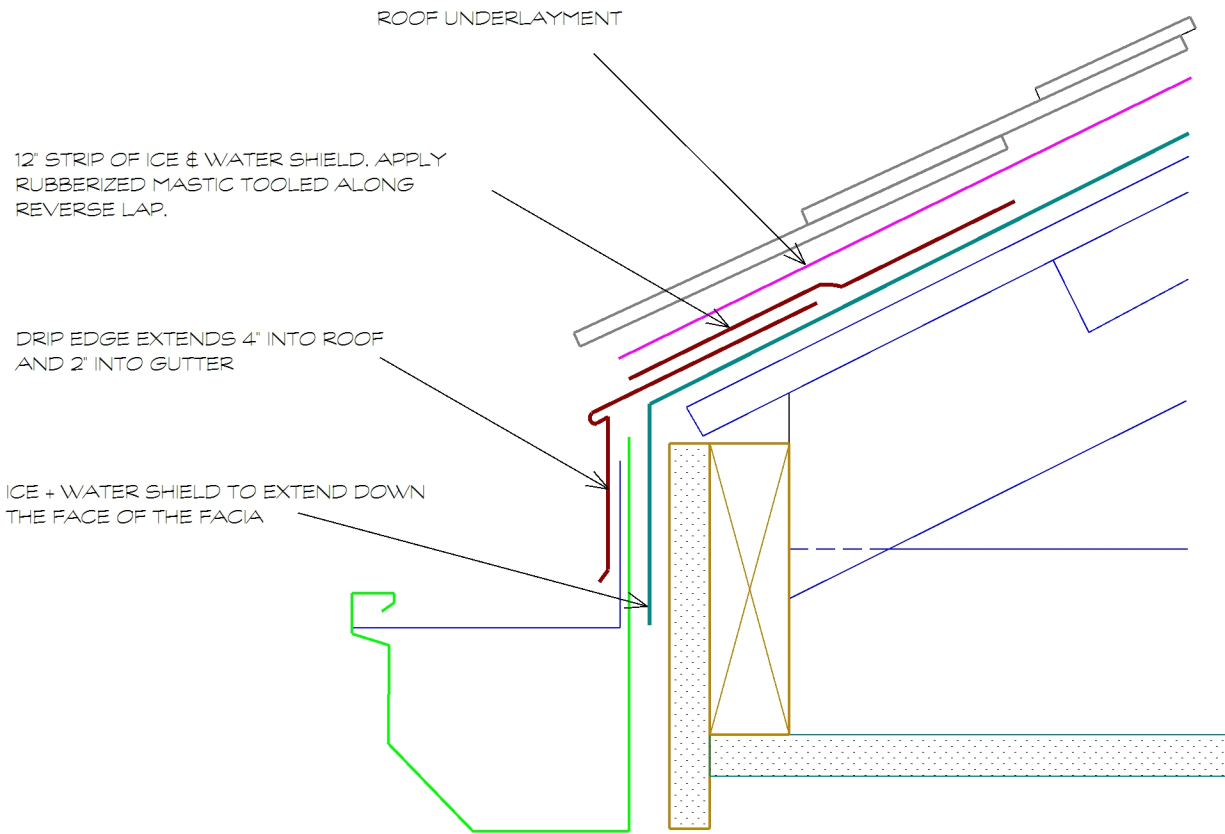 ROOF UNDERLAYMENT
12" STRIP OF ICE & WATER SHIELD. APPLY
RUBBERIZED MASTIC TOOLED ALONG
REVERSE LAP.
DRIP EDGE EXTENDS 4" INTO ROOF
AND 2" INTO GUTTER
ICE + WATER SHIELD TO EXTEND DOWN
THE FACE OF THE FACIA